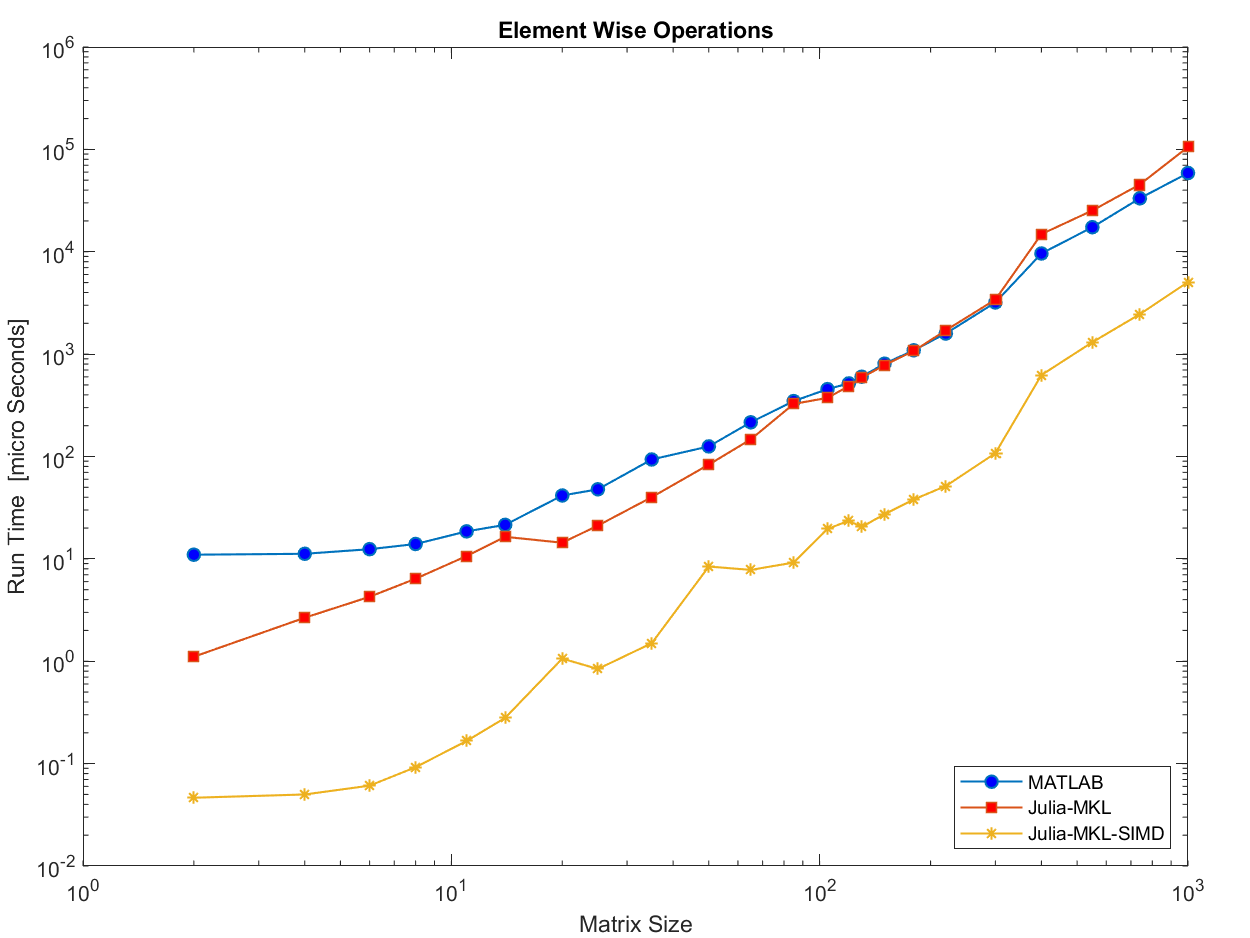 Element Wise Operations
10^6
10^5
10^4
10^3
10^2
10^1
10^0
10^-1
10^-2
Run Time [micro Seconds]
MATLAB
Julia-MKL
Julia-MKL-SIMD
10^0 10^1 10^2 10^3
Matrix Size